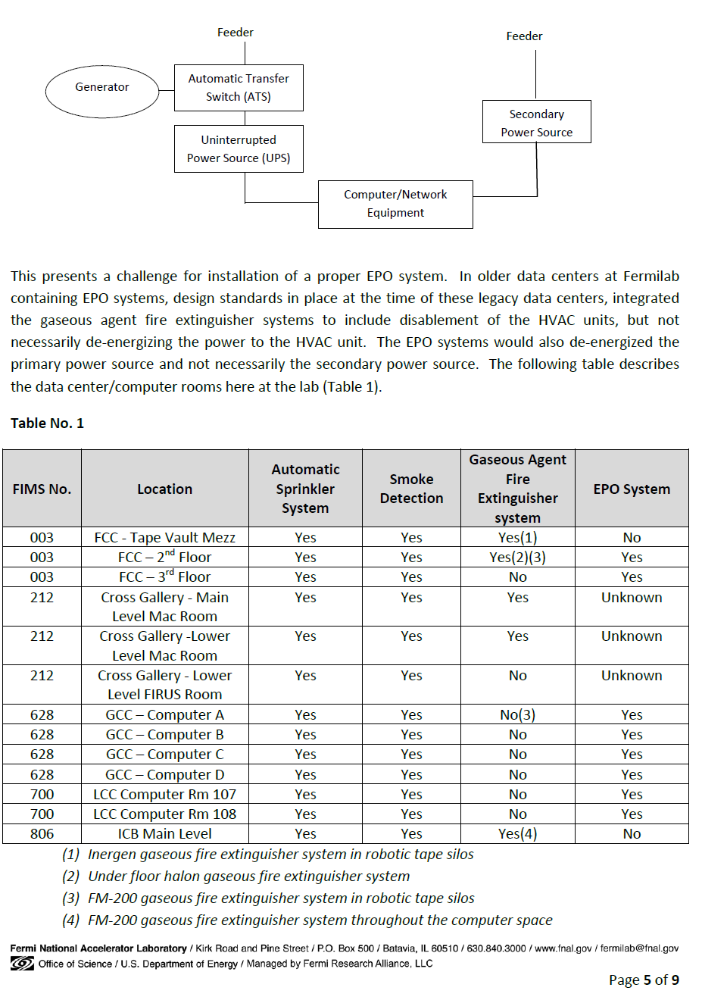 Feeder
Feeder
Generator
Automatic Transfer
Switch (ATS)
Secondary
Power Source
Uninterrupted
Power Source (UPS)
Computer/Network
Equipment
This presents a challenge for installation of a proper EPO system.  In older data centers at Fermilab
containing EPO systems, design standards in place at the time of these legacy data centers, integrated
the gaseous agent fire extinguisher systems to include disablement of the HVAC units, but not
necessarily de-energizing the power to the HVAC unit.  The EPO systems would also de-energized the
primary power source and not necessarily the secondary power source.  The following table describes
the data center/computer rooms here at the lab (Table 1).
Table No. 1
FIMS No. Location Automatic Sprinkler System Smoke Detection Gaseous Agent Fire Extinguisher system EPO System
003 FCC - Tape Vault Mezz Yes Yes Yes(1) No
003 FCC – 2nd Floor Yes Yes Yes(2)(3) Yes
003 FCC – 3rd Floor Yes Yes No Yes
212 Cross Gallery - Main Level Mac Room Yes Yes Yes Unknown
212 Cross Gallery -Lower Level Mac Room Yes Yes Yes Unknown
212 Cross Gallery - Lower Level FIRUS Room Yes Yes No Unknown
628 GCC – Computer A Yes Yes No(3) Yes
628 GCC – Computer B Yes Yes No Yes
628 GCC – Computer C Yes Yes No Yes
628 GCC – Computer D Yes Yes No Yes
700 LCC Computer Rm 107 Yes Yes No Yes
700 LCC Computer Rm 108 Yes Yes No Yes
806 ICB Main Level Yes Yes Yes(4) No
(1) Inergen gaseous fire extinguisher system in robotic tape silos
(2) Under floor halon gaseous fire extinguisher system
(3) FM-200 gaseous fire extinguisher system in robotic tape silos
(4) FM-200 gaseous fire extinguisher system throughout the computer space
Fermi National Accelerator Laboratory / Kirk Road and Pine Street / P.O. Box 500 / Batavia, IL 60510 / 630.840.3000 / www.fnal.gov / fermilab@fnal.gov
Office of Science / U.S. Department of Energy / Managed by Fermi Research Alliance, LLC
Page 5 of 9